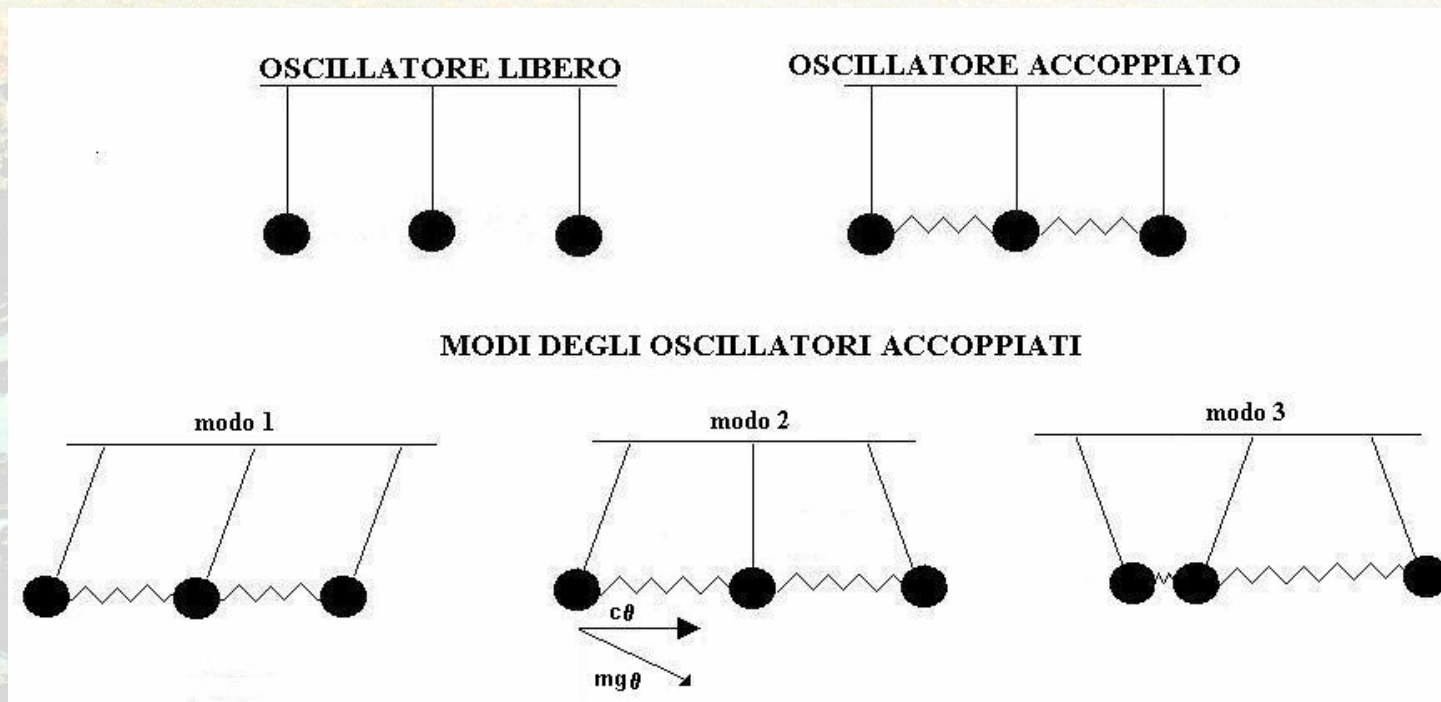 OSCILLATORE LIBERO
OSCILLATORE ACCOPPIATO
MODI DEGLI OSCILLATORI ACCOPPIATI
modo 1
modo 2
modo 3
cθ
mgθ